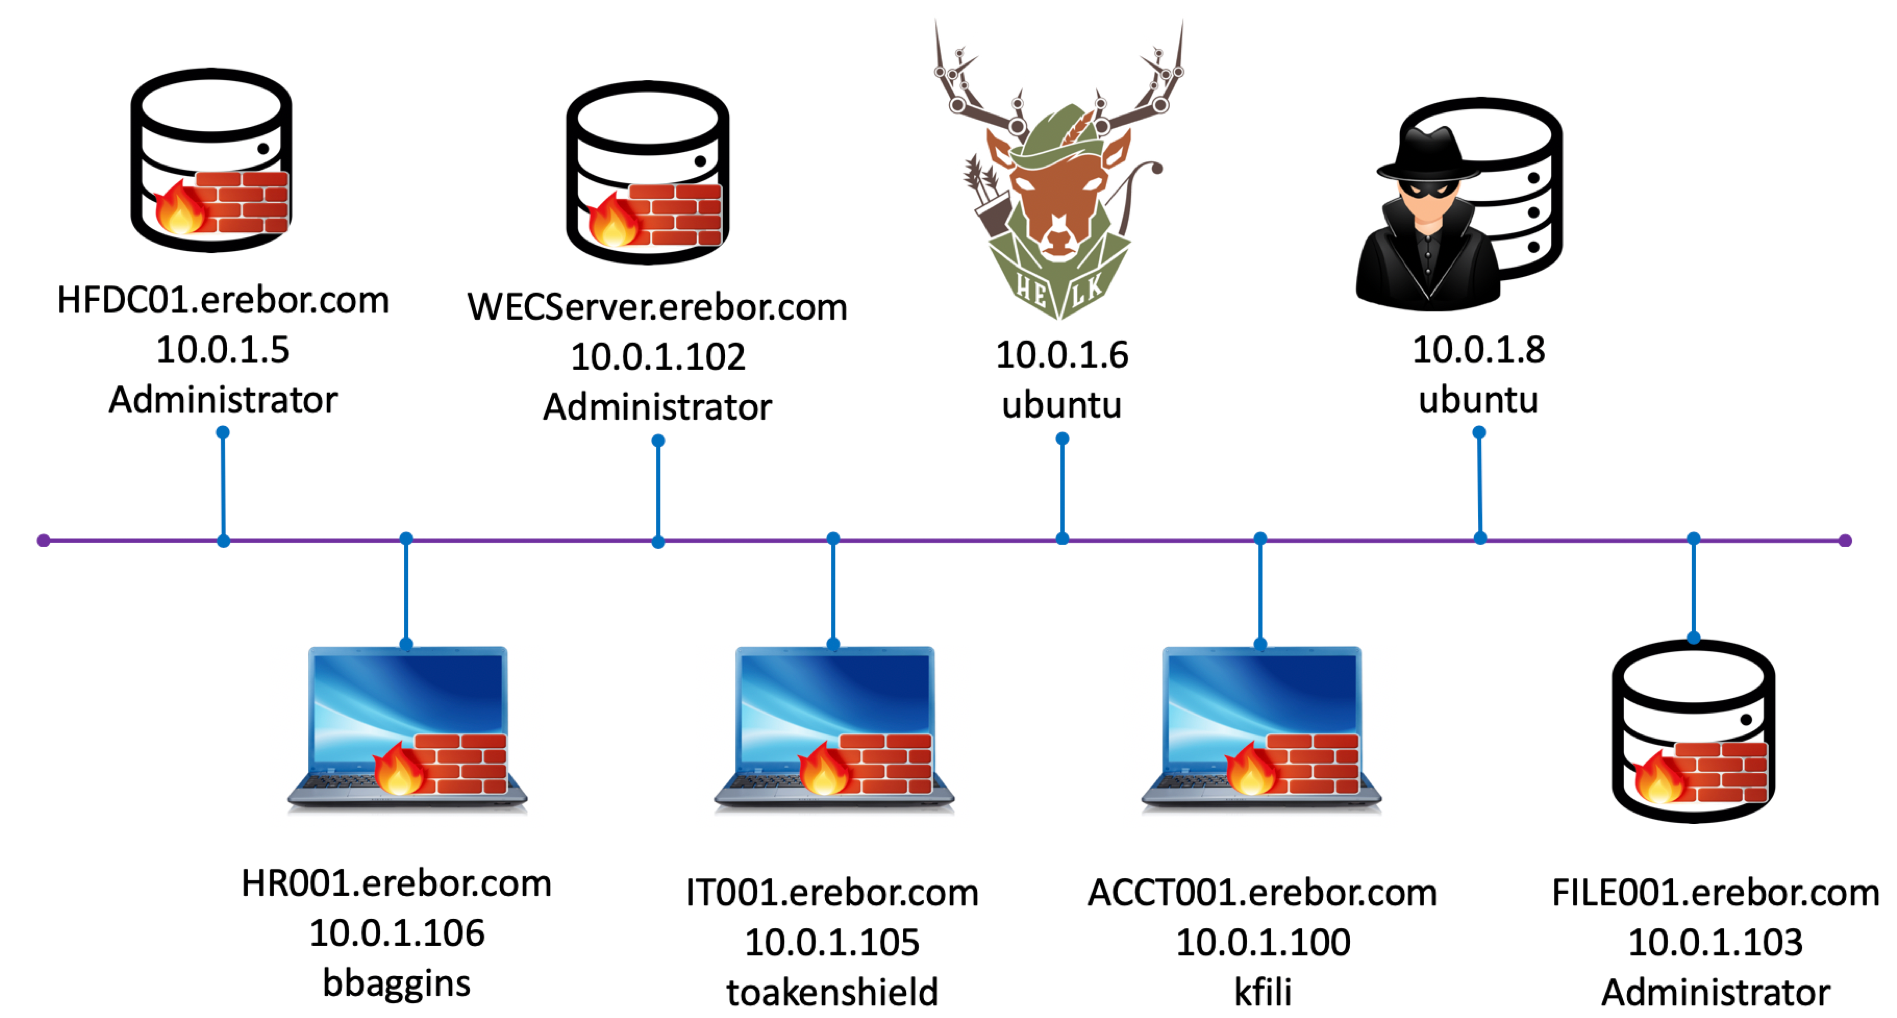 HE LK
HFDC01.erebor.com
10.0.1.5
Administrator
WECServer.erebor.com
10.0.1.102
Administrator
10.0.1.6
ubuntu
10.0.1.8
ubuntu
HR001.erebor.com
10.0.1.106
bbaggins
IT001.erebor.com
10.0.1.105
toakenshield
ACCT001.erebor.com
10.0.1.100
kfili
FILE001.erebor.com
10.0.1.103
Administrator